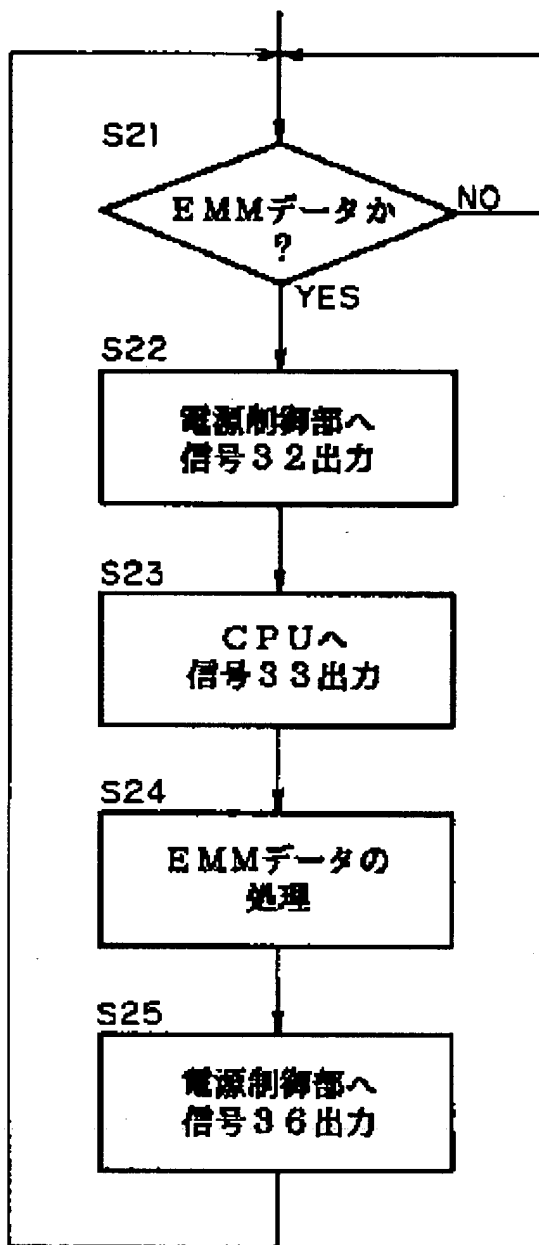 S21
EMMデータか
?
NO
YES
S22
電源制御部へ
信号32出力
S23
CPUへ
信号33出力
S24
EMMデータの
処理
S25
電源制御部へ
信号36出力